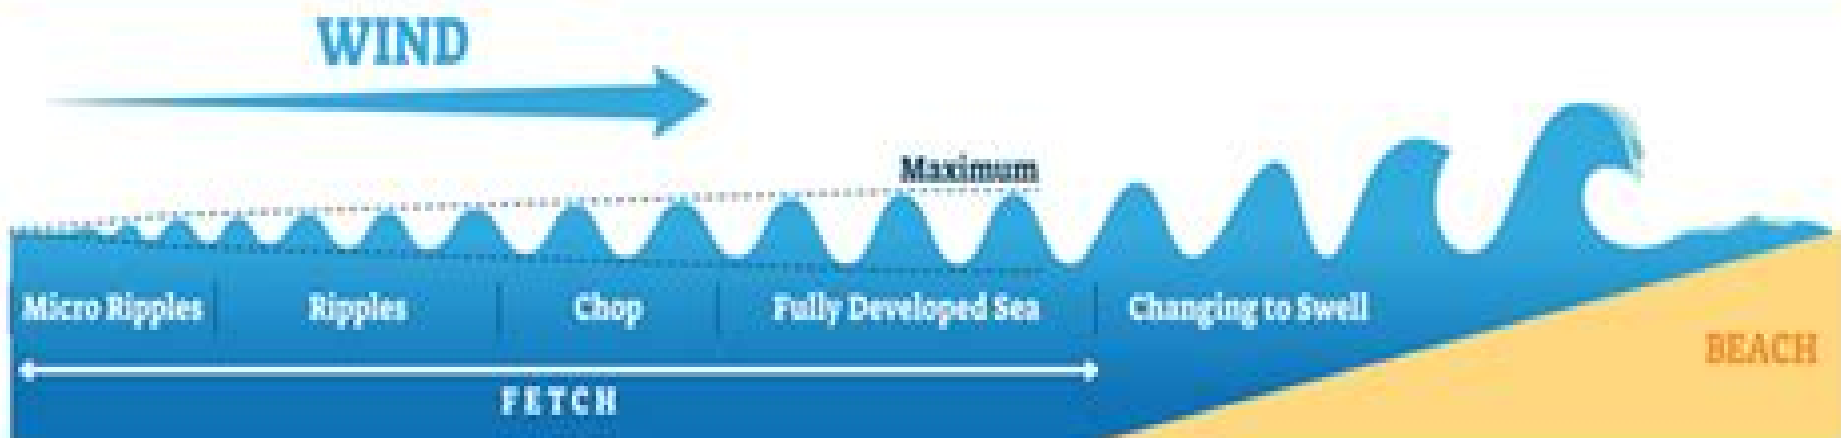 WIND
Maximum
Micro Ripples
Ripples
Chop
Fully Developed Sea
Changing to Swell
BEACH
FETCH